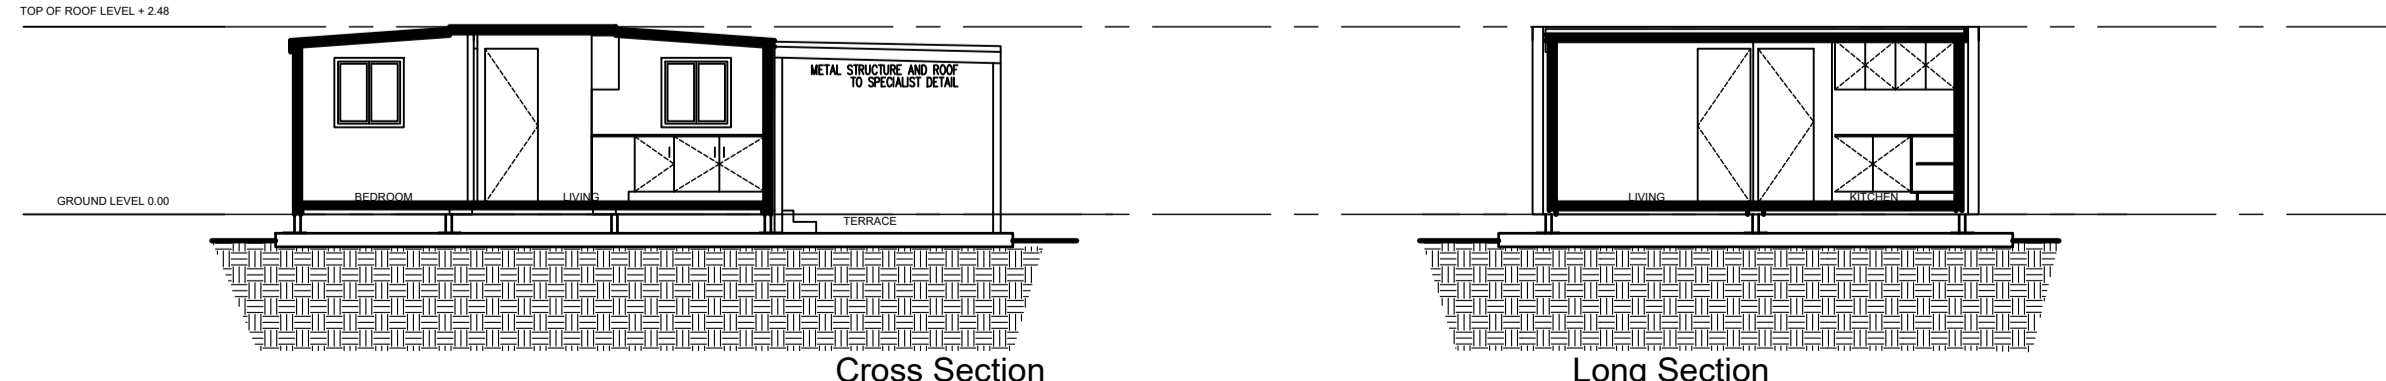 TOP OF ROOF LEVEL + 2.48
METAL STRUCTURE AND ROOF
TO SPECIALIST DETAIL
GROUND LEVEL 0.00
BEDROOM
LIVING
TERRACE
LIVING
KITCHEN
Cross Section
Long Section